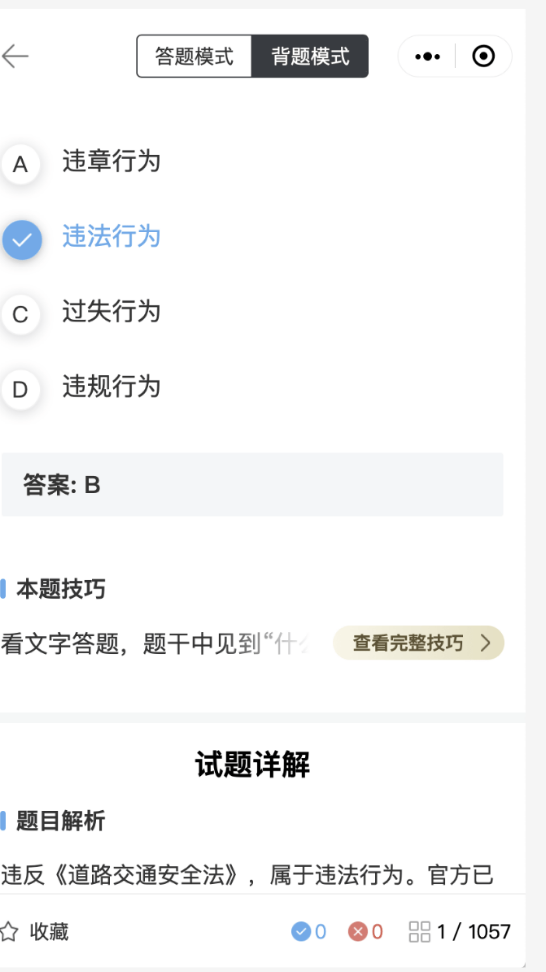 答题模式 背题模式
A 违章行为
违法行为
C 过失行为
D 违规行为
答案: B
本题技巧
看文字答题，题干中见到“什 查看完整技巧
试题详解
题目解析
违反《道路交通安全法》，属于违法行为。官方已
收藏 0 0 1 / 1057